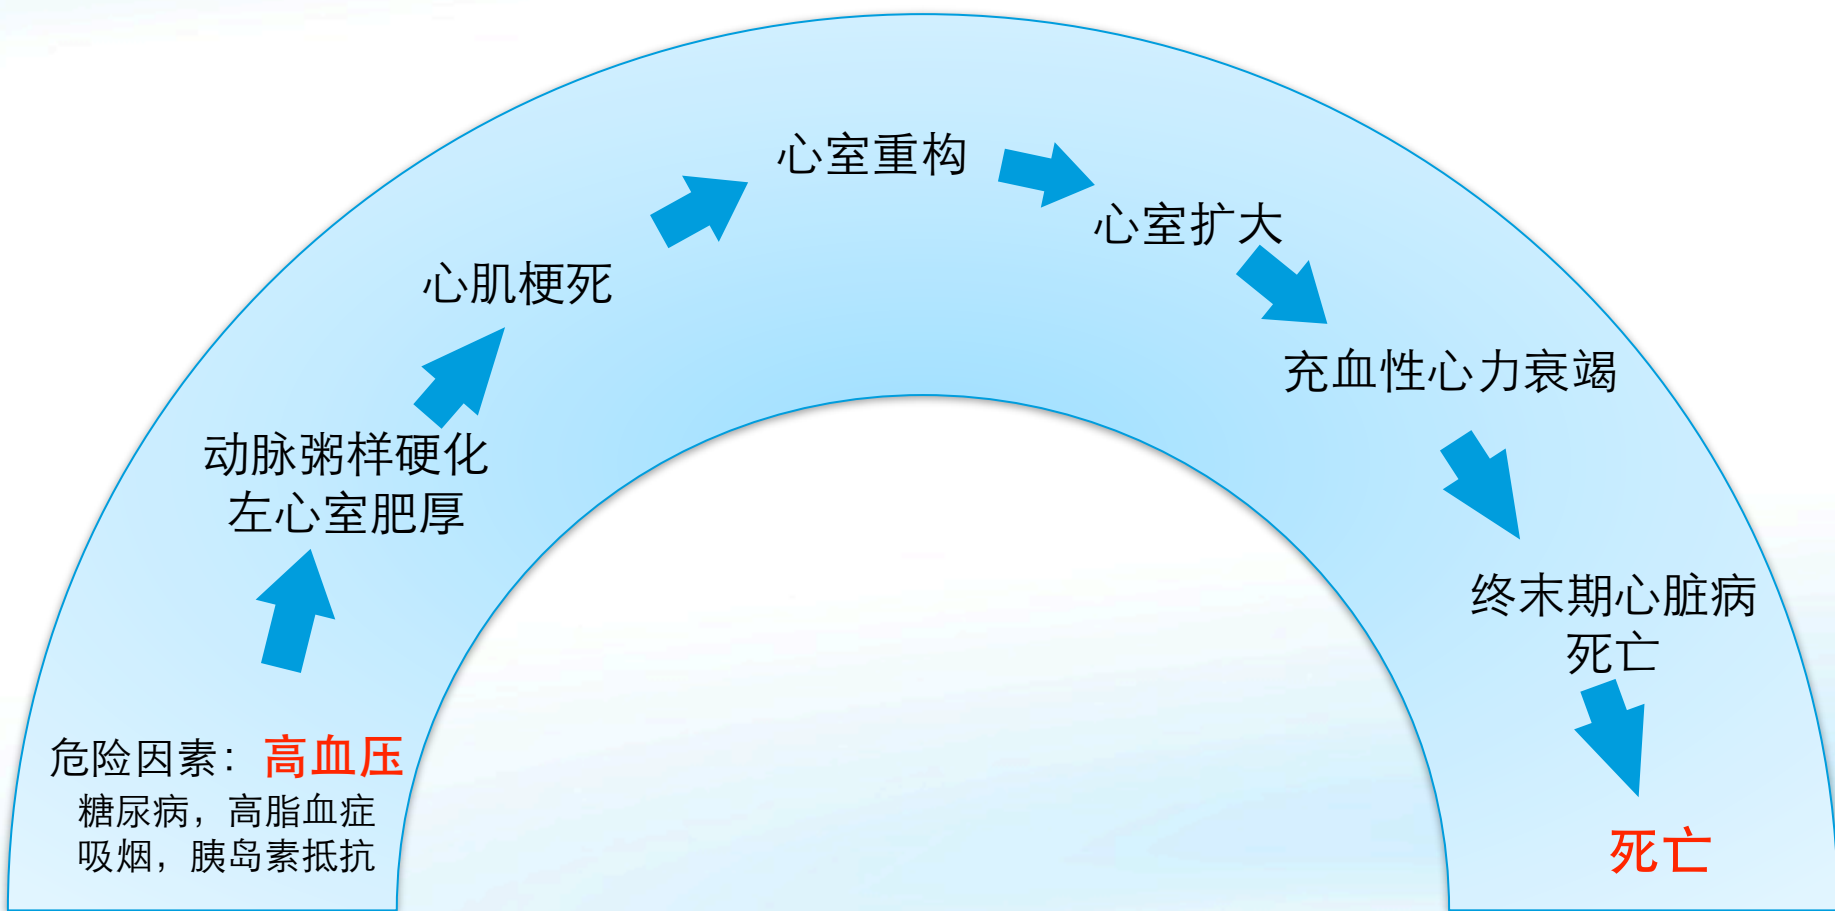 心室重构
心室扩大
心肌梗死
充血性心力衰竭
动脉粥样硬化
左心室肥厚
终末期心脏病
死亡
危险因素：高血压
糖尿病，高脂血症
吸烟，胰岛素抵抗
死亡